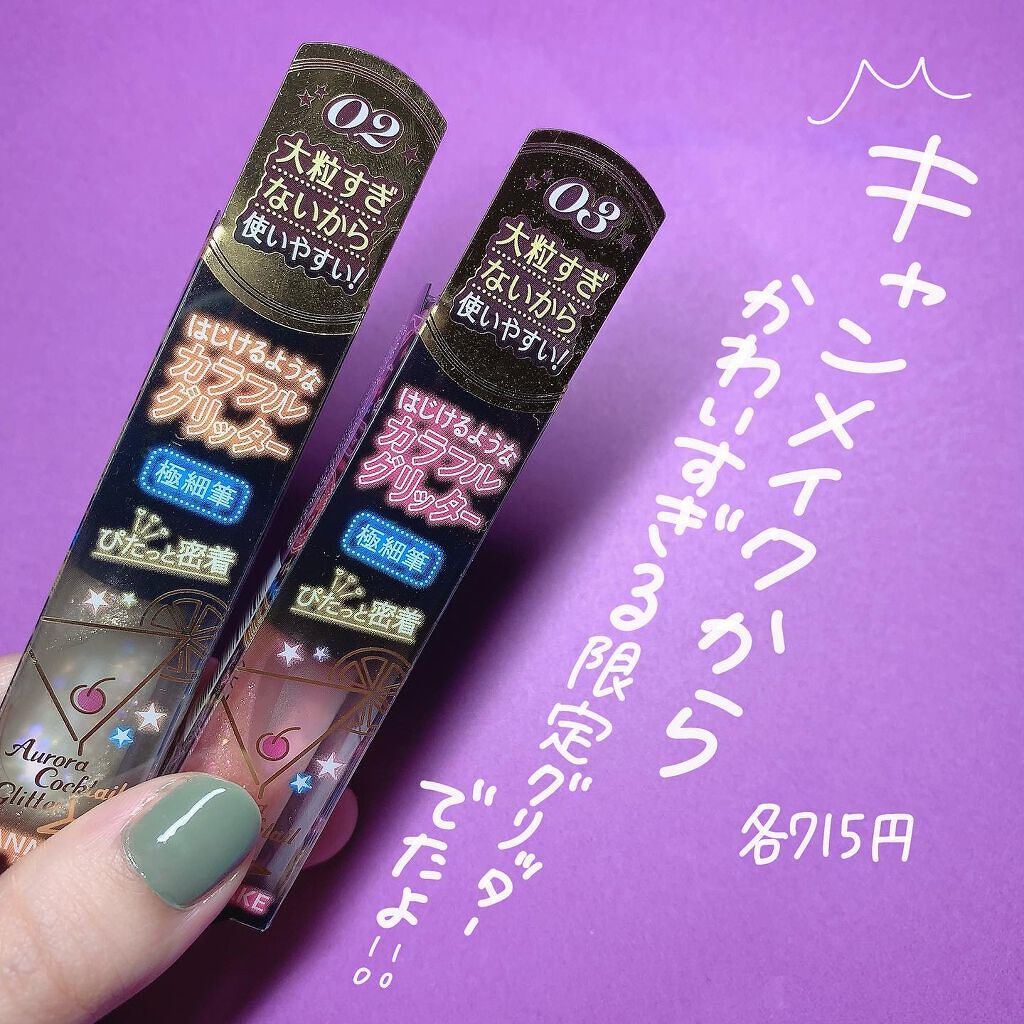 02
大粒すぎ
ないから
使いやすい!
はじけるような
カラフル
グリッター
極細筆
ぴたっと密着
Aurora
Cocktail
Glitter
03
大粒すぎ
ないから
使いやすい!
はじけるような
カラフル
グリッター
極細筆
ぴたっと密着
キャンメイクから
かわいすぎる限定グリッター
でたよ!!
各715円